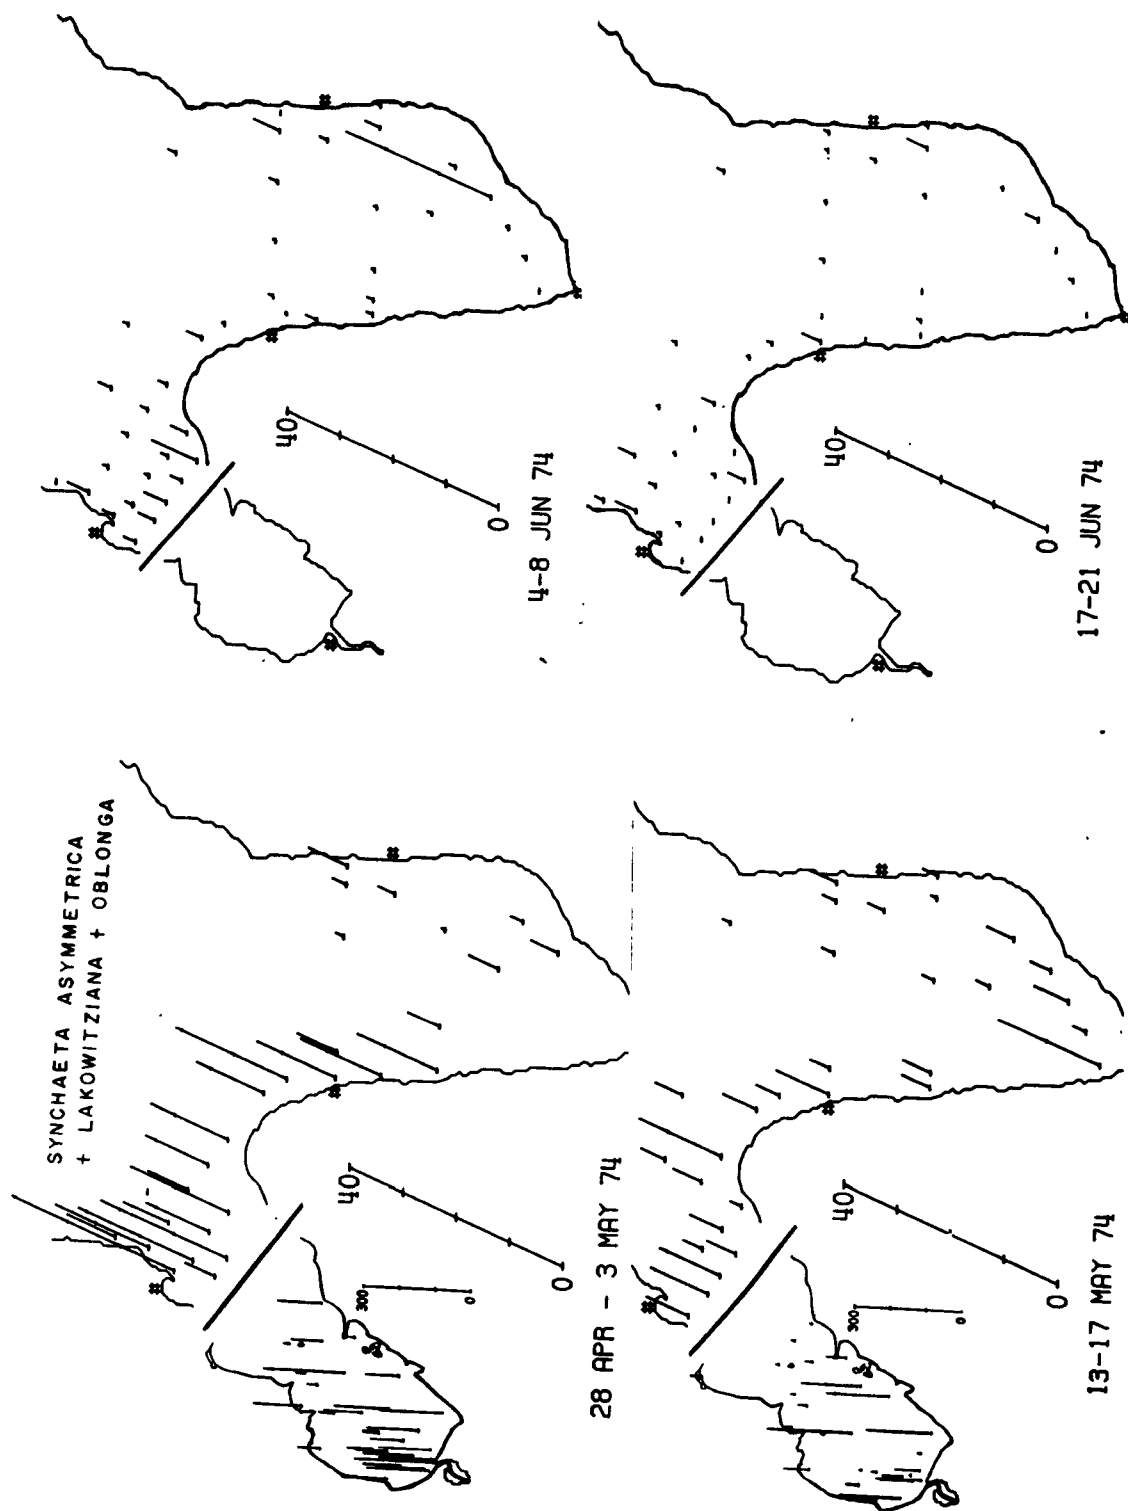 SYNCHAETA ASYMMETRICA
+ LAKOWITZIANA + OBLONGA
40
0
300
0
28 APR - 3 MAY 74
40
0
4-8 JUN 74
40
0
300
0
13-17 MAY 74
40
0
17-21 JUN 74